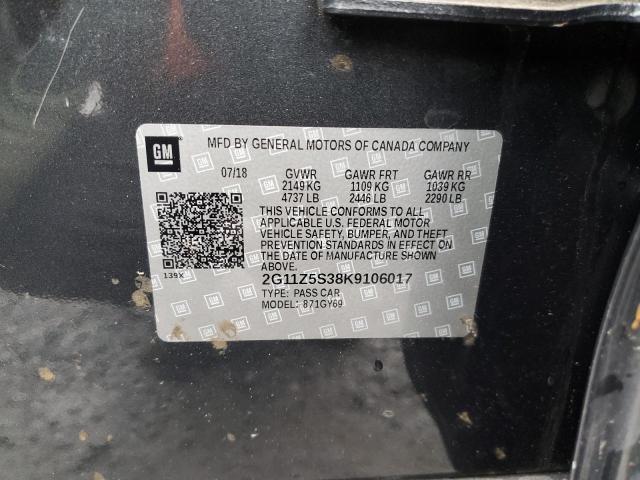 GM
MFD BY GENERAL MOTORS OF CANADA COMPANY
07/18 GVWR GAWR FRT GAWR RR
2149 KG 1109 KG 1039 KG
4737 LB 2446 LB 2290 LB
THIS VEHICLE CONFORMS TO ALL
APPLICABLE U.S. FEDERAL MOTOR
VEHICLE SAFETY, BUMPER, AND THEFT
PREVENTION STANDARDS IN EFFECT ON
THE DATE OF MANUFACTURE SHOWN
ABOVE.
139X
2G11Z5S38K9106017
TYPE: PASS CAR
MODEL: 871GY69